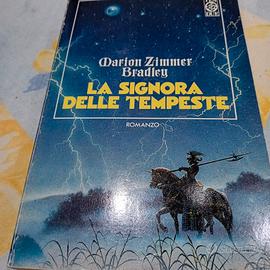 Marion Zimmer
Bradley
LA SIGNORA
DELLE TEMPESTE
ROMANZO